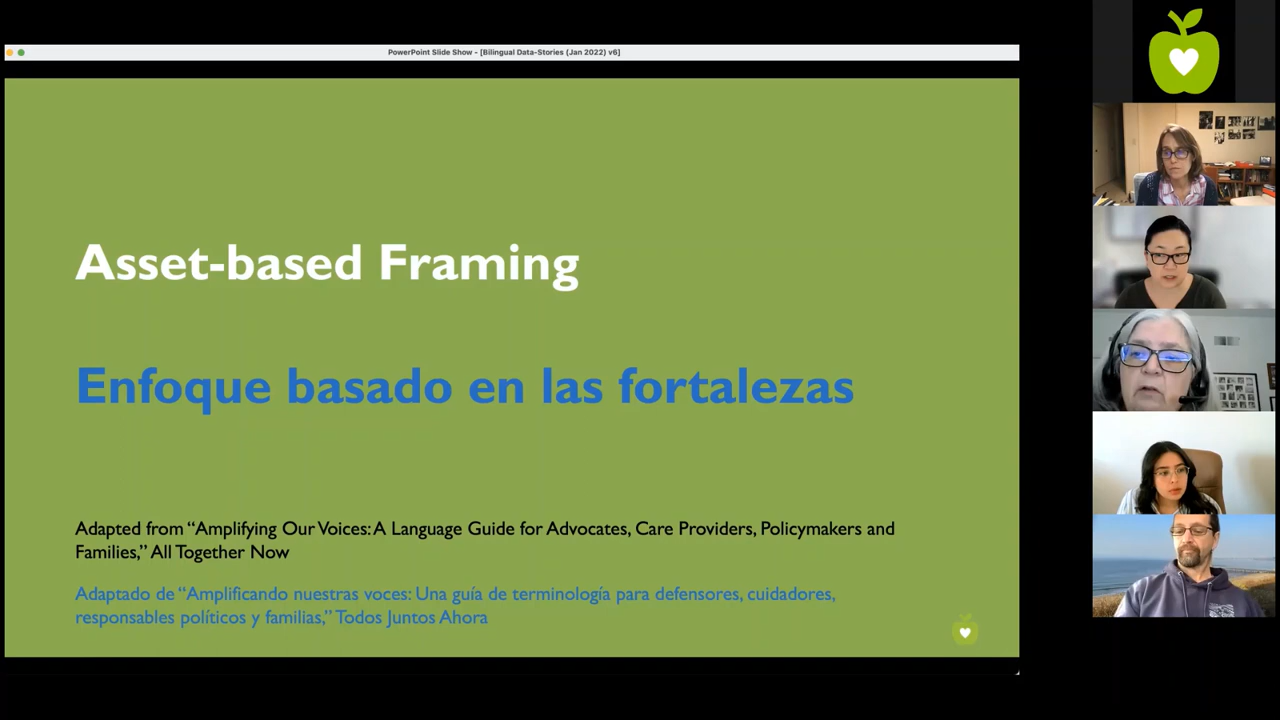 PowerPoint Slide Show - [Bilingual Data-Stories (Jan 2022) v6]
Asset-based Framing
Enfoque basado en las fortalezas
Adapted from “Amplifying Our Voices: A Language Guide for Advocates, Care Providers, Policymakers and
Families,” All Together Now
Adaptado de “Amplificando nuestras voces: Una guía de terminología para defensores, cuidadores,
responsables políticos y familias,” Todos Juntos Ahora